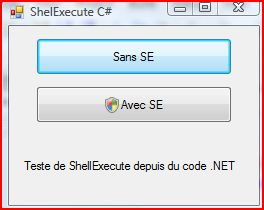 ShelExecute C#
Sans SE
Avec SE
Teste de ShellExecute depuis du code .NET